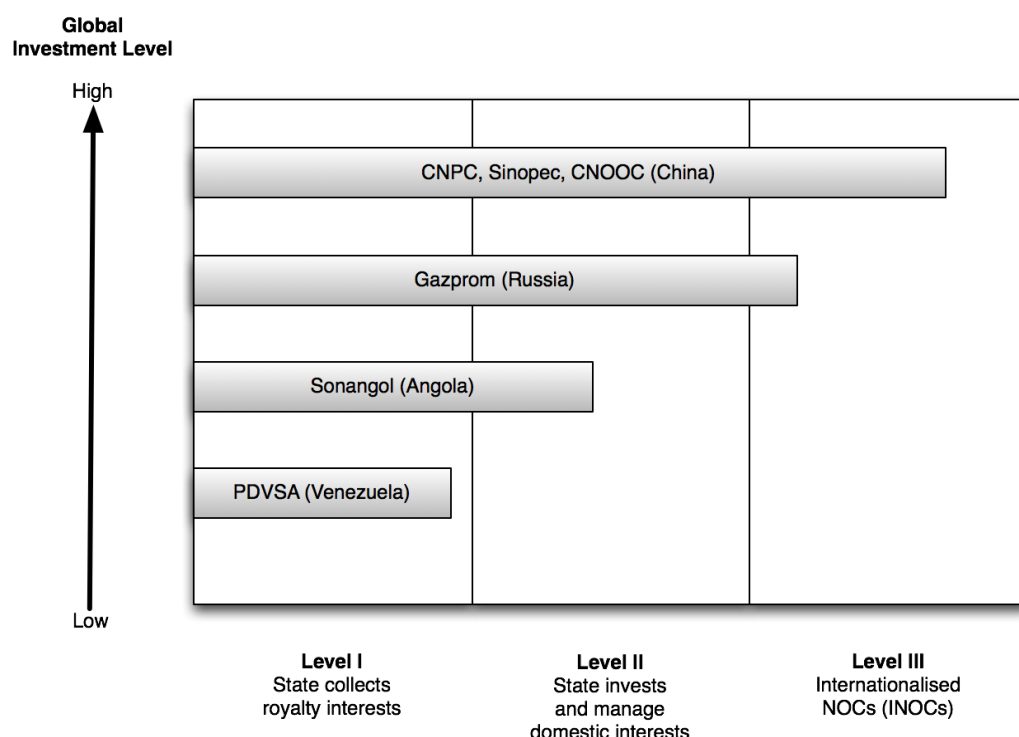 Global
Investment Level
High
CNPC, Sinopec, CNOOC (China)
Gazprom (Russia)
Sonangol (Angola)
PDVSA (Venezuela)
Low
Level I
State collects
royalty interests
Level II
State invests
and manage
domestic interests
Level III
Internationalised
NOCs (INOCs)